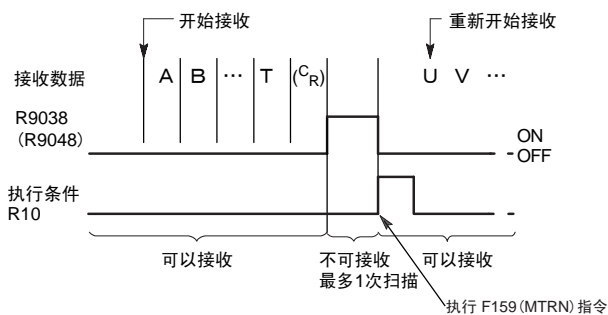 开始接收
重新开始接收
接收数据 A B … T (CR) U V …
R9038
(R9048)
ON
OFF
执行条件
R10
可以接收
不可接收
最多1次扫描
可以接收
执行 F159(MTRN)指令